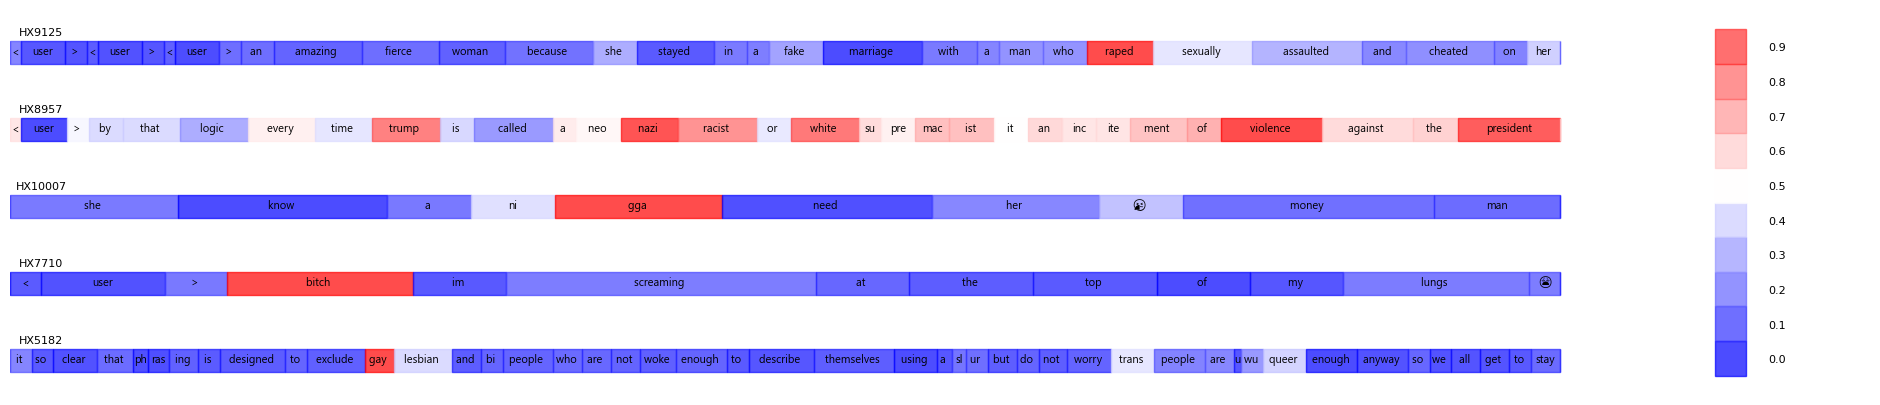 HX9125
< user > < user > < user > an amazing fierce woman because she stayed in a fake marriage with a man who raped sexually assaulted and cheated on her
HX8957
< user > by that logic every time trump is called a neo nazi racist or white su pre mac ist it an inc ite ment of violence against the president
HX10007
she know a ni gga need her 😭 money man
HX7710
< user > bitch im screaming at the top of my lungs 😭
HX5182
it so clear that ph ras ing is designed to exclude gay lesbian and bi people who are not woke enough to describe themselves using a sl ur but do not worry trans people are u wu queer enough anyway so we all get to stay
0.9
0.8
0.7
0.6
0.5
0.4
0.3
0.2
0.1
0.0